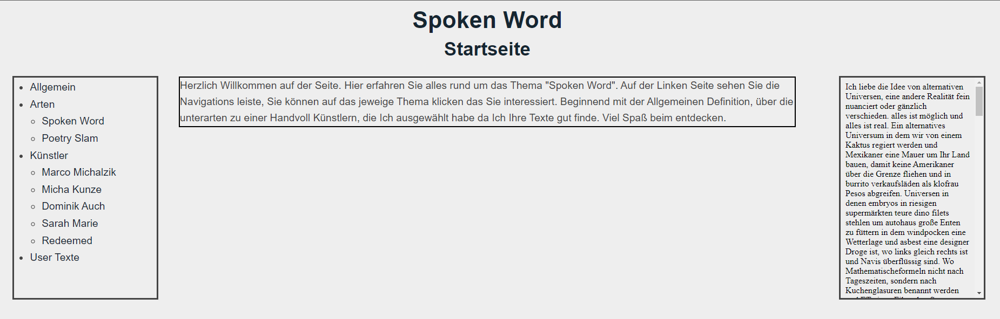 Spoken Word
Startseite
Allgemein
Arten
Spoken Word
Poetry Slam
Künstler
Marco Michalzik
Micha Kunze
Dominik Auch
Sarah Marie
Redeemed
User Texte
Herzlich Willkommen auf der Seite. Hier erfahren Sie alles rund um das Thema "Spoken Word". Auf der Linken Seite sehen Sie die
Navigations leiste, Sie können auf das jeweige Thema klicken das Sie interessiert. Beginnend mit der Allgemeinen Definition, über die
unterarten zu einer Handvoll Künstlern, die Ich ausgewählt habe da Ich Ihre Texte gut finde. Viel Spaß beim entdecken.
Ich liebe die Idee von alternativen
Universen, eine andere Realität fein
nuanciert oder gänzlich
verschieden. alles ist möglich und
alles ist real. Ein alternatives
Universum in dem wir von einem
Kaktus regiert werden und
Mexikaner eine Mauer um Ihr Land
bauen, damit keine Amerikaner
über die Grenze fliehen und in
burrito verkaufsläden als klofrau
Pesos abgreifen. Universen in
denen embryos in riesigen
supermärkten teure dino filets
stehlen um autohaus große Enten
zu füttern in dem windpocken eine
Wetterlage und asbest eine designer
Droge ist, wo links gleich rechts ist
und Navis überflüssig sind. Wo
Mathematischeformeln nicht nach
Tageszeiten, sondern nach
Kuchenglasuren benannt werden